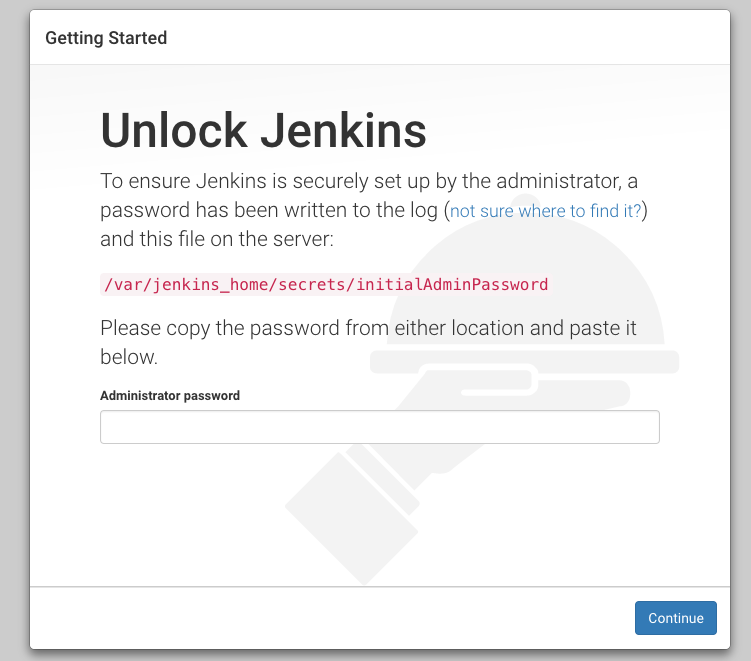 Getting Started
Unlock Jenkins
To ensure Jenkins is securely set up by the administrator, a
password has been written to the log (not sure where to find it?)
and this file on the server:
/var/jenkins_home/secrets/initialAdminPassword
Please copy the password from either location and paste it
below.
Administrator password
Continue